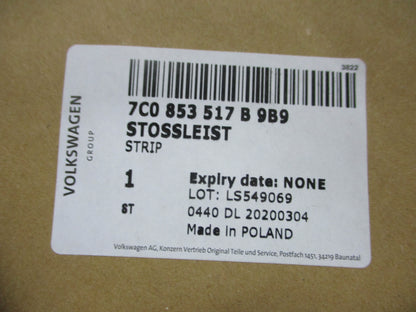 3822
7C0 853 517 B 9B9
STOSSLEIST
STRIP
VOLKSWAGEN
GROUP
1
ST
Expiry date: NONE
LOT: LS549069
0440 DL 20200304
Made in POLAND
Volkswagen AG, Konzern Vertrieb Original Teile und Service, Postfach 1451, 34219 Baunatal